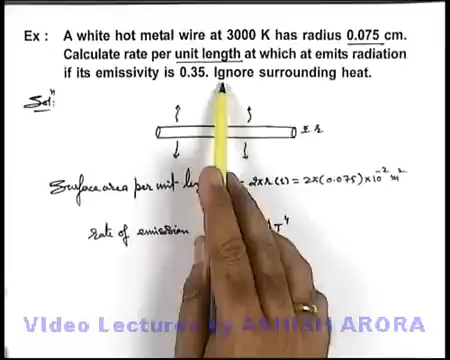 Ex : A white hot metal wire at 3000 K has radius 0.075 cm.
Calculate rate per unit length at which at emits radiation
if its emissivity is 0.35. Ignore surrounding heat.
Solⁿ:
r
Surface area per unit = 2πr(1) = 2π(0.075)×10⁻² m²
rate of emission T⁴
VIdeo Lectures by ASHISH ARORA